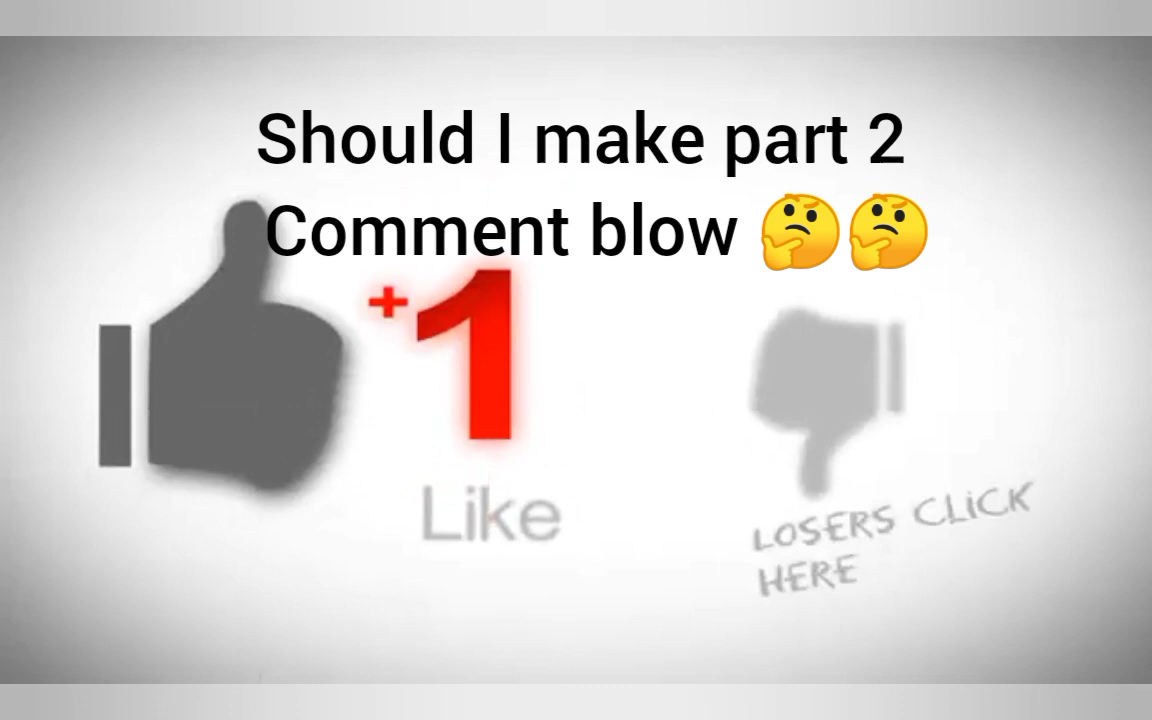 Should I make part 2
Comment blow 🤔🤔
+1
Like
LOSERS CLiCK
HERE